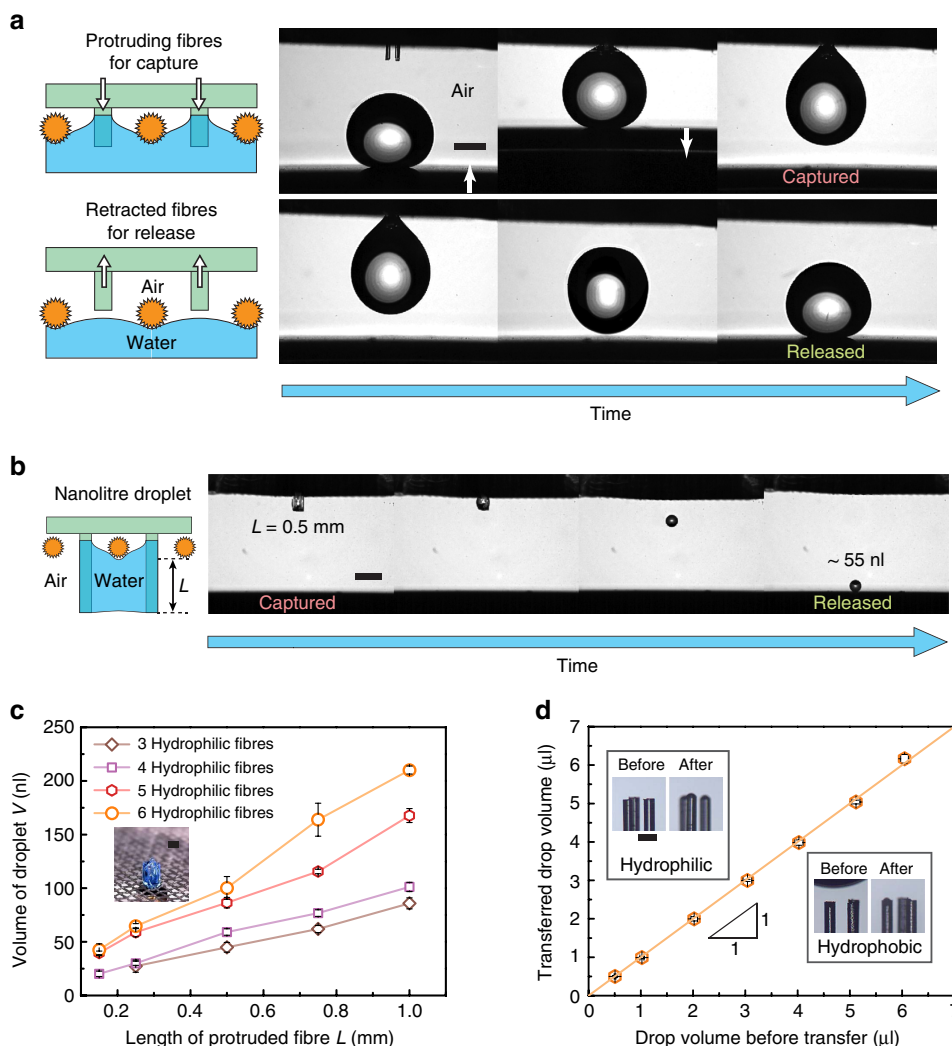 a
Protruding fibres
for capture
Air
Captured
Retracted fibres
for release
Air
Water
Released
Time
b
Nanolitre droplet
Air
Water
L
L = 0.5 mm
Captured
~ 55 nl
Released
Time
c
250
200
150
100
50
0
Volume of droplet V (nl)
3 Hydrophilic fibres
4 Hydrophilic fibres
5 Hydrophilic fibres
6 Hydrophilic fibres
0.2 0.4 0.6 0.8 1.0
Length of protruded fibre L (mm)
d
7
6
5
4
3
2
1
0
Transferred drop volume (μl)
Before After
Hydrophilic
Before After
Hydrophobic
1
1
0 1 2 3 4 5 6 7
Drop volume before transfer (μl)